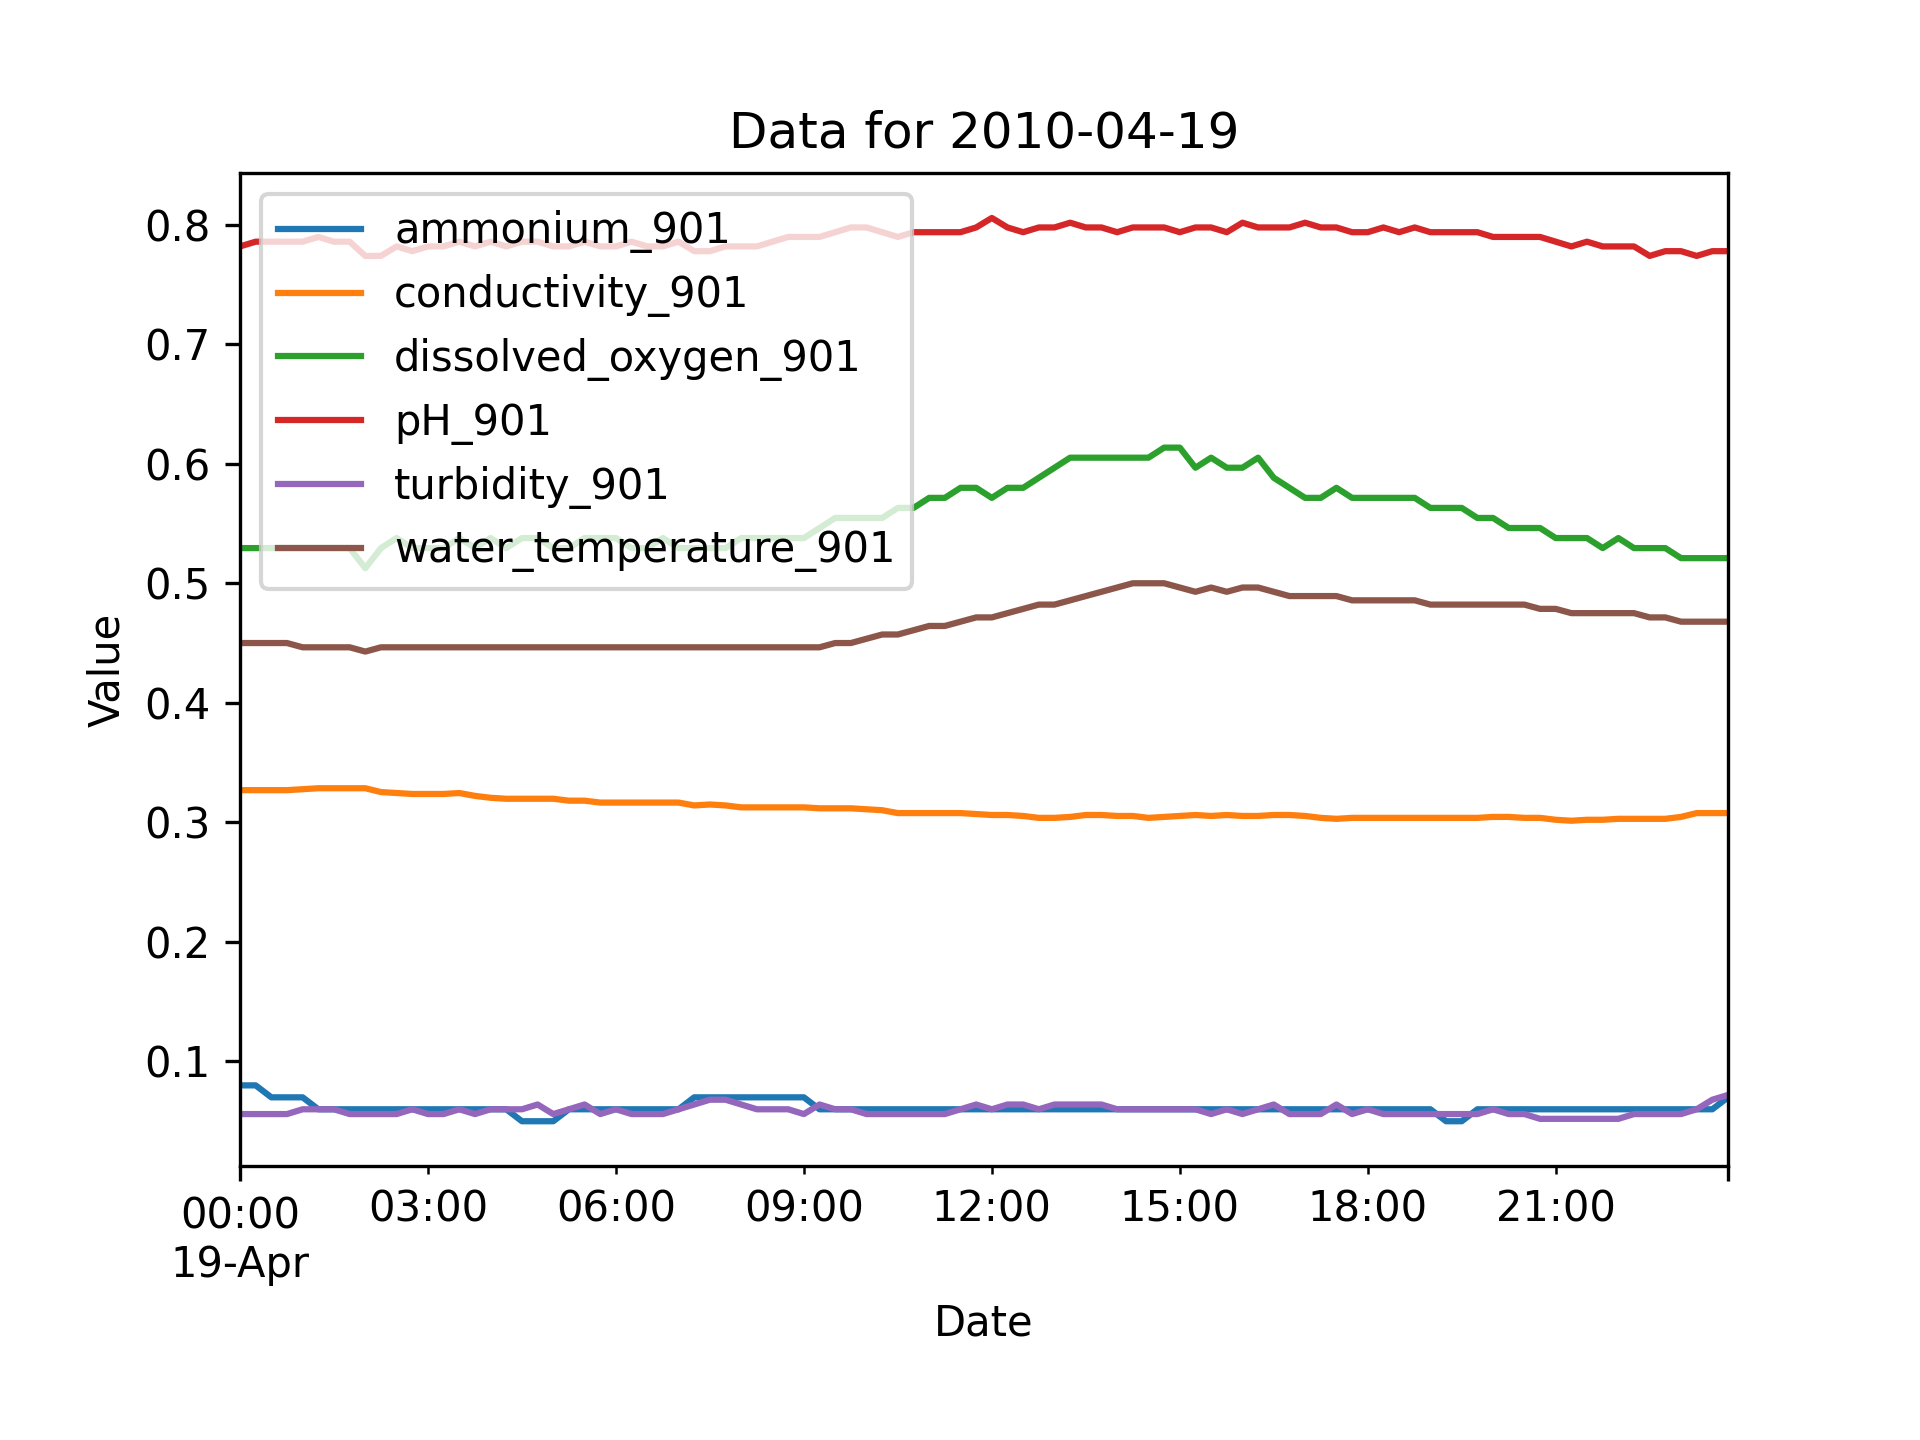 Data for 2010-04-19
ammonium_901
conductivity_901
dissolved_oxygen_901
pH_901
turbidity_901
water_temperature_901
0.8
0.7
0.6
0.5
0.4
0.3
0.2
0.1
Value
00:00 03:00 06:00 09:00 12:00 15:00 18:00 21:00
19-Apr
Date